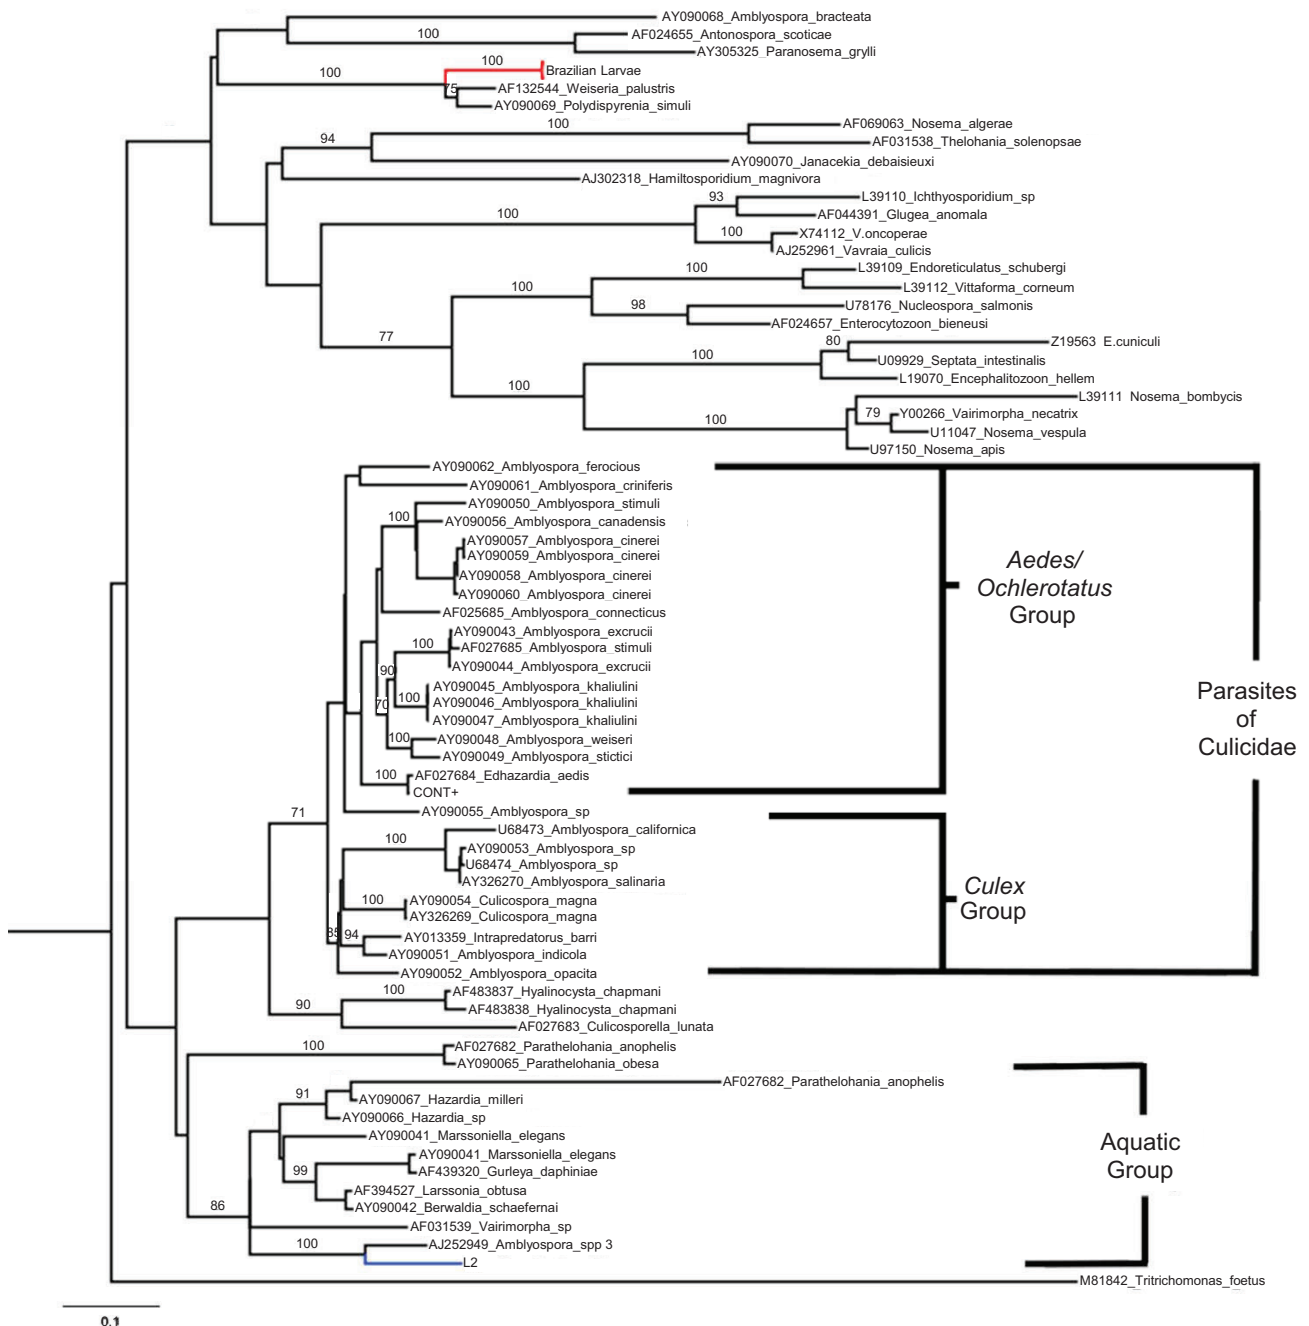 AY090068_Amblyospora_bracteata
100
AF024655_Antonospora_scoticae
AY305325_Paranosema_grylli
100
100
Brazilian Larvae
75
AF132544_Weiseria_palustris
AY090069_Polydispyrenia_simuli
100
AF069063_Nosema_algerae
94
AF031538_Thelohania_solenopsae
AY090070_Janacekia_debaisieuxi
AJ302318_Hamiltosporidium_magnivora
93
L39110_Ichthyosporidium_sp
100
AF044391_Glugea_anomala
100
X74112_V.oncoperae
AJ252961_Vavraia_culicis
100
L39109_Endoreticulatus_schubergi
100
L39112_Vittaforma_corneum
98
U78176_Nucleospora_salmonis
AF024657_Enterocytozoon_bieneusi
77
80
Z19563 E.cuniculi
100
U09929_Septata_intestinalis
L19070_Encephalitozoon_hellem
100
L39111 Nosema_bombycis
100
79
Y00266_Vairimorpha_necatrix
U11047_Nosema_vespula
U97150_Nosema_apis
AY090062_Amblyospora_ferocious
AY090061_Amblyospora_criniferis
AY090050_Amblyospora_stimuli
100
AY090056_Amblyospora_canadensis
AY090057_Amblyospora_cinerei
AY090059_Amblyospora_cinerei
AY090058_Amblyospora_cinerei
AY090060_Amblyospora_cinerei
AF025685_Amblyospora_connecticus
AY090043_Amblyospora_excrucii
100
AF027685_Amblyospora_stimuli
AY090044_Amblyospora_excrucii
90
AY090045_Amblyospora_khaliulini
100
AY090046_Amblyospora_khaliulini
70
AY090047_Amblyospora_khaliulini
100
AY090048_Amblyospora_weiseri
AY090049_Amblyospora_stictici
100
AF027684_Edhazardia_aedis
CONT+
AY090055_Amblyospora_sp
71
U68473_Amblyospora_californica
100
AY090053_Amblyospora_sp
U68474_Amblyospora_sp
AY326270_Amblyospora_salinaria
100
AY090054_Culicospora_magna
AY326269_Culicospora_magna
85
94
AY013359_Intrapredatorus_barri
AY090051_Amblyospora_indicola
AY090052_Amblyospora_opacita
100
AF483837_Hyalinocysta_chapmani
90
AF483838_Hyalinocysta_chapmani
AF027683_Culicosporella_lunata
100
AF027682_Parathelohania_anophelis
AY090065_Parathelohania_obesa
AF027682_Parathelohania_anophelis
91
AY090067_Hazardia_milleri
AY090066_Hazardia_sp
AY090041_Marssoniella_elegans
AY090041_Marssoniella_elegans
99
AF439320_Gurleya_daphiniae
AF394527_Larssonia_obtusa
86
AY090042_Berwaldia_schaefernai
AF031539_Vairimorpha_sp
100
AJ252949_Amblyospora_spp 3
L2
M81842_Tritrichomonas_foetus
0.1
Aedes/
Ochlerotatus
Group
Parasites
of
Culicidae
Culex
Group
Aquatic
Group